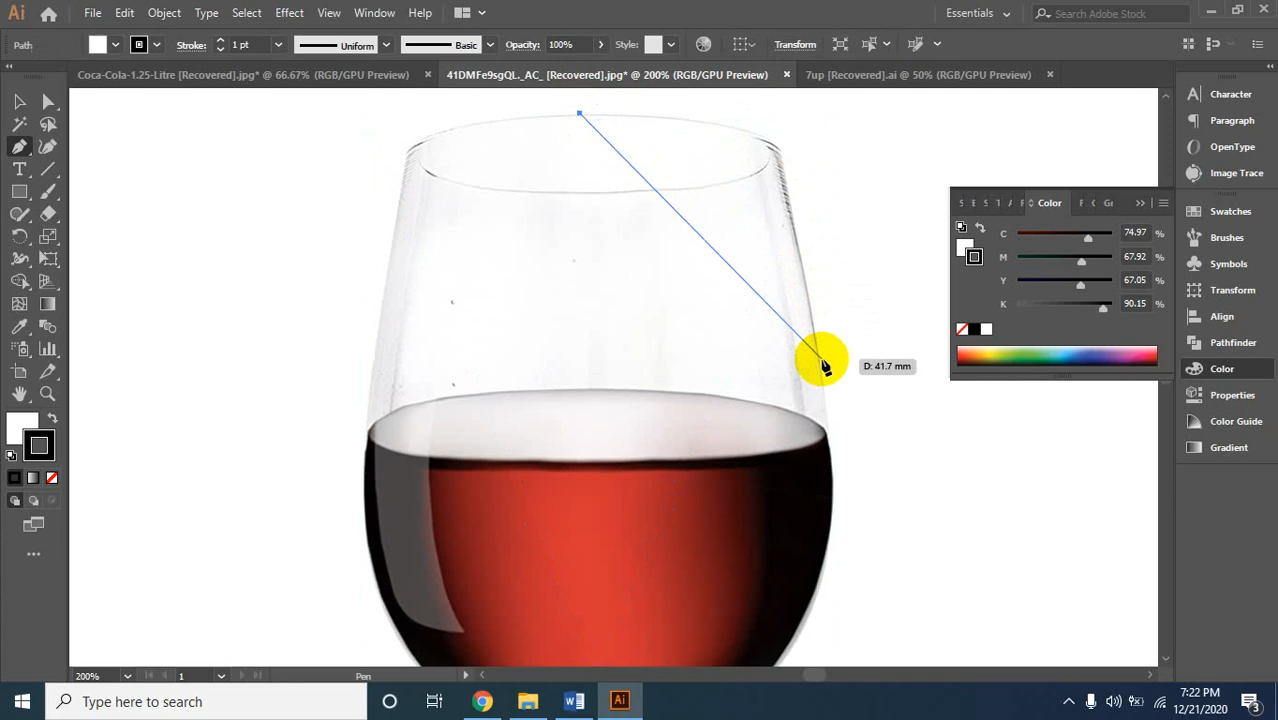 Ai File Edit Object Type Select Effect View Window Help Essentials Search Adobe Stock
Path Stroke: 1 pt Uniform Basic Opacity: 100% Style: Transform
Coca-Cola-1.25-Litre [Recovered].jpg* @ 66.67% (RGB/GPU Preview) 41DMFe9sgQL._AC_ [Recovered].jpg* @ 200% (RGB/GPU Preview) 7up [Recovered].ai @ 50% (RGB/GPU Preview)
Character
Paragraph
OpenType
Image Trace
Swatches
Brushes
Symbols
Transform
Align
Pathfinder
Color
Properties
Color Guide
Gradient
S E S T A F Color F C Gr
C 74.97 %
M 67.92 %
Y 67.05 %
K 90.15 %
D: 41.7 mm
200% 1 Pen
Type here to search
Ai
7:22 PM
12/21/2020
3